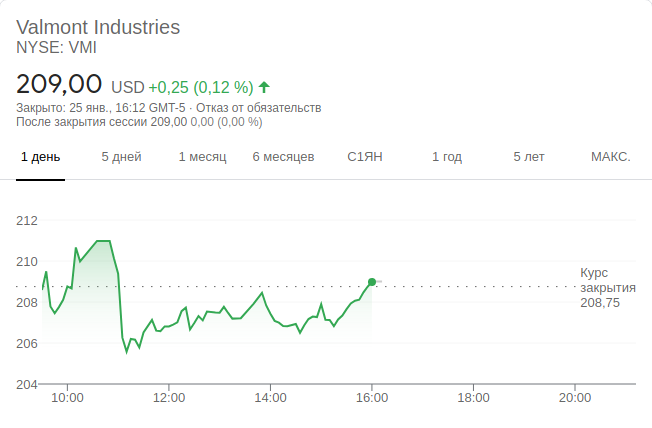 Valmont Industries
NYSE: VMI
209,00 USD +0,25 (0,12 %)
Закрыто: 25 янв., 16:12 GMT-5 · Отказ от обязательств
После закрытия сессии 209,00 0,00 (0,00 %)
1 день 5 дней 1 месяц 6 месяцев С1ЯН 1 год 5 лет МАКС.
212
210
Курс
закрытия
208,75
208
206
204
10:00 12:00 14:00 16:00 18:00 20:00